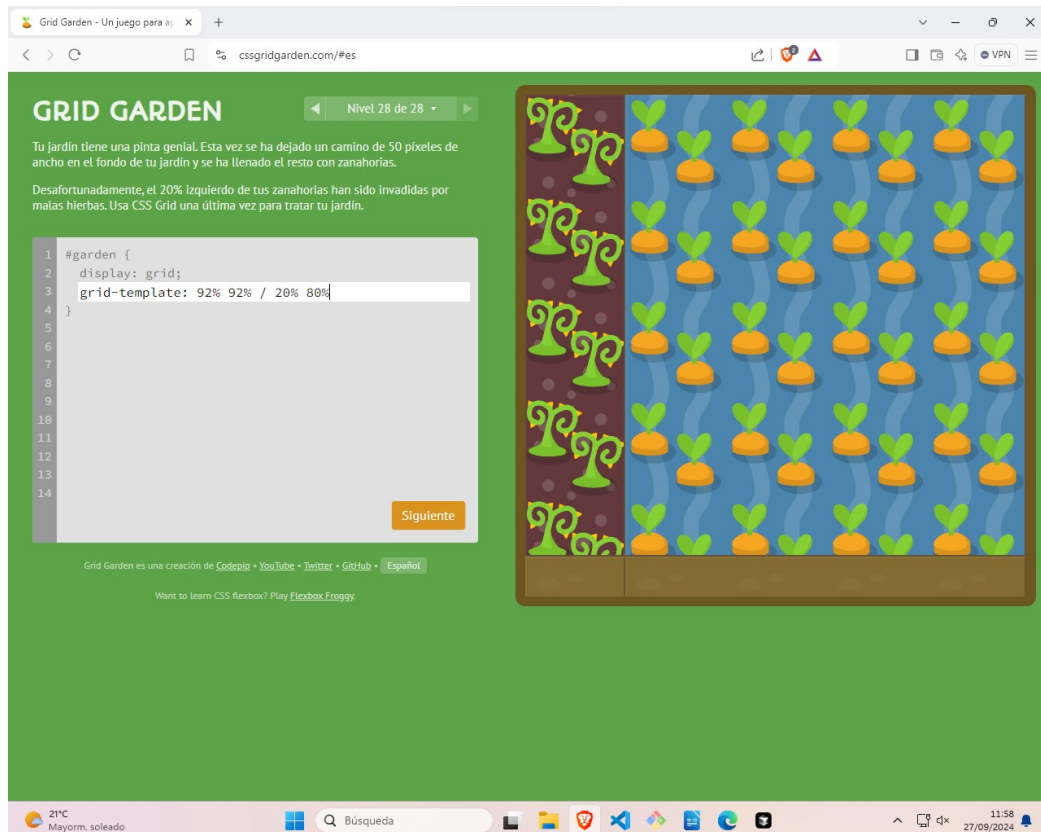 Grid Garden - Un juego para ap
cssgridgarden.com/#es
2
VPN
GRID GARDEN
Nivel 28 de 28
Tu jardín tiene una pinta genial. Esta vez se ha dejado un camino de 50 píxeles de
ancho en el fondo de tu jardín y se ha llenado el resto con zanahorias.
Desafortunadamente, el 20% izquierdo de tus zanahorias han sido invadidas por
malas hierbas. Usa CSS Grid una última vez para tratar tu jardín.
1 #garden {
2 display: grid;
3 grid-template: 92% 92% / 20% 80%
4 }
5
6
7
8
9
10
11
12
13
14
Siguiente
Grid Garden es una creación de Codepip • YouTube • Twitter • GitHub • Español
Want to learn CSS flexbox? Play Flexbox Froggy.
21°C
Mayorm. soleado
Búsqueda
11:58
27/09/2024